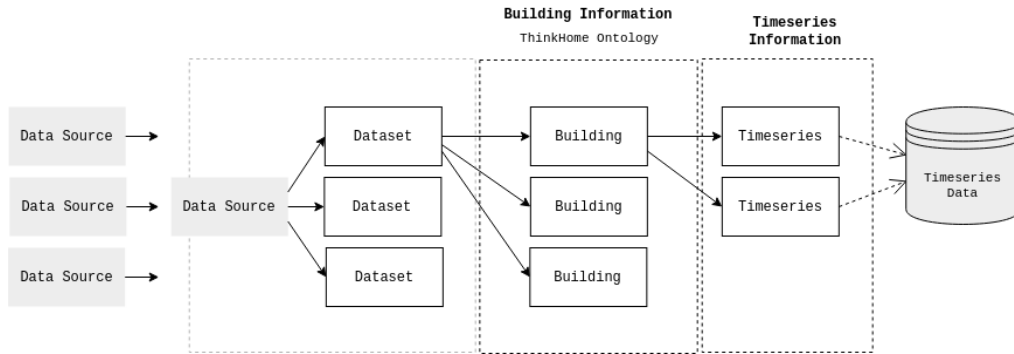 Building Information
ThinkHome Ontology
Timeseries
Information
Data Source
Dataset
Building
Timeseries
Data Source
Data Source
Dataset
Building
Timeseries
Timeseries
Data
Data Source
Dataset
Building